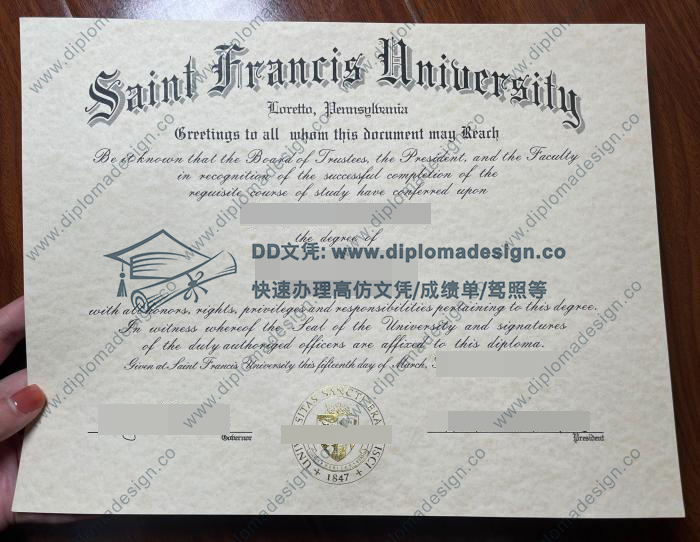 Saint Francis University
Loretto, Pennsylvania
Greetings to all whom this document may Reach
Be it known that the Board of Trustees, the President, and the Faculty
in recognition of the successful completion of the
requisite course of study have conferred upon
the degree of
DD文凭: www.diplomadesign.co
快速办理高仿文凭/成绩单/驾照等
with all honors, rights, privileges and responsibilities pertaining to this degree.
In witness whereof the Seal of the University and signatures
of the duly authorized officers are affixed to this diploma.
Given at Saint Francis University this fifteenth day of March,
Governor
President
1847
www.diplomadesign.co